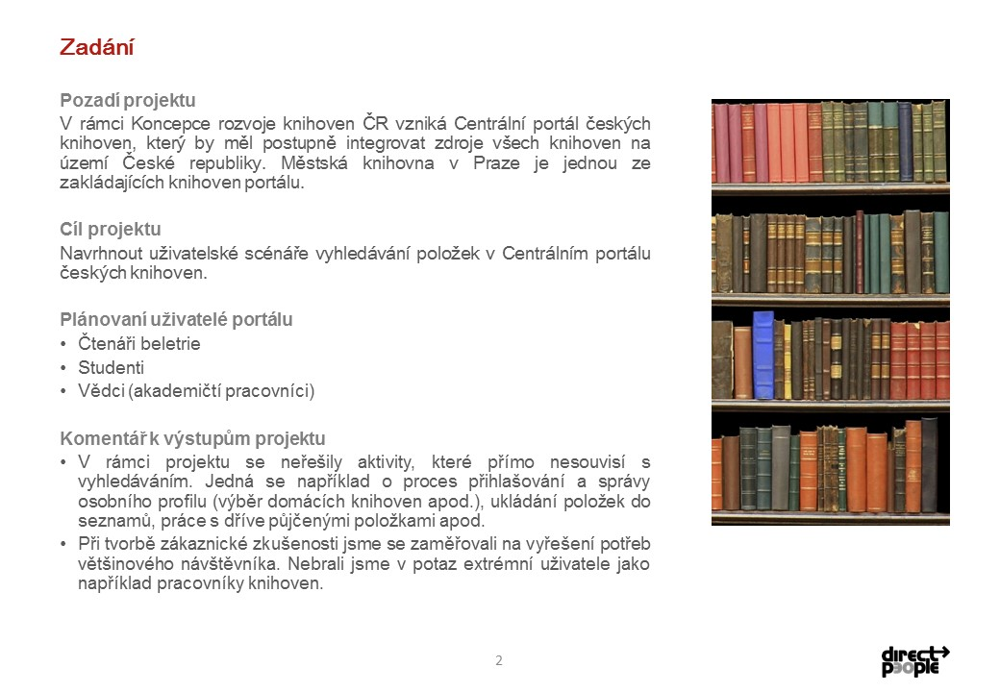 Zadání
Pozadí projektu
V rámci Koncepce rozvoje knihoven ČR vzniká Centrální portál českých
knihoven, který by měl postupně integrovat zdroje všech knihoven na
území České republiky. Městská knihovna v Praze je jednou ze
zakládajících knihoven portálu.
Cíl projektu
Navrhnout uživatelské scénáře vyhledávání položek v Centrálním portálu
českých knihoven.
Plánovaní uživatelé portálu
• Čtenáři beletrie
• Studenti
• Vědci (akademičtí pracovníci)
Komentář k výstupům projektu
• V rámci projektu se neřešily aktivity, které přímo nesouvisí s
vyhledáváním. Jedná se například o proces přihlašování a správy
osobního profilu (výběr domácích knihoven apod.), ukládání položek do
seznamů, práce s dříve půjčenými položkami apod.
• Při tvorbě zákaznické zkušenosti jsme se zaměřovali na vyřešení potřeb
většinového návštěvníka. Nebrali jsme v potaz extrémní uživatele jako
například pracovníky knihoven.
2
direct
people